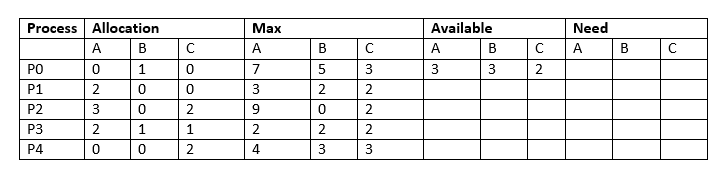 Process Allocation Max Available Need
A B C A B C A B C A B C
P0 0 1 0 7 5 3 3 3 2
P1 2 0 0 3 2 2
P2 3 0 2 9 0 2
P3 2 1 1 2 2 2
P4 0 0 2 4 3 3